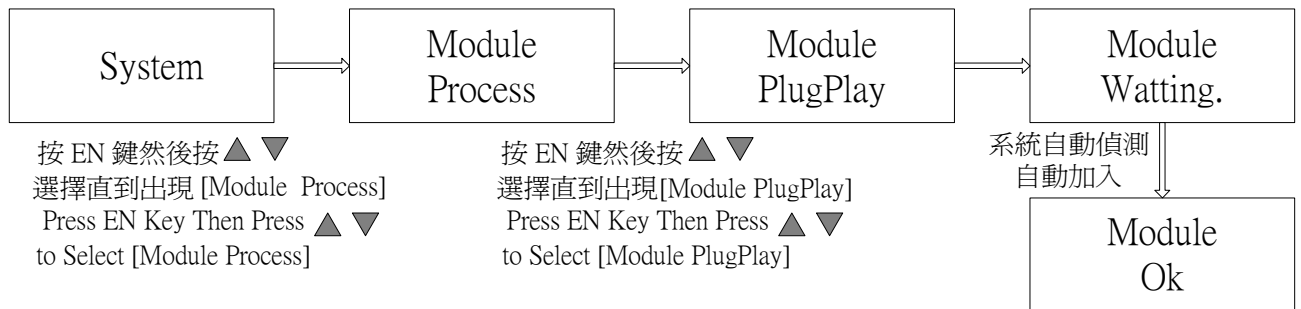 System
Module
Process
Module
PlugPlay
Module
Watting.
按 EN 鍵然後按▲ ▼
選擇直到出現 [Module Process]
Press EN Key Then Press ▲ ▼
to Select [Module Process]
按 EN 鍵然後按▲ ▼
選擇直到出現[Module PlugPlay]
Press EN Key Then Press ▲ ▼
to Select [Module PlugPlay]
系統自動偵測
自動加入
Module
Ok